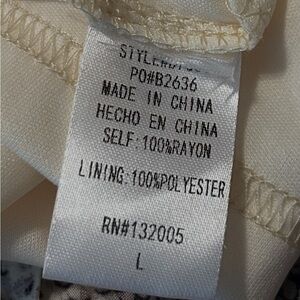 PO#B2636
MADE IN CHINA
HECHO EN CHINA
SELF:100%RAYON
LINING:100%POLYESTER
RN#132005
L